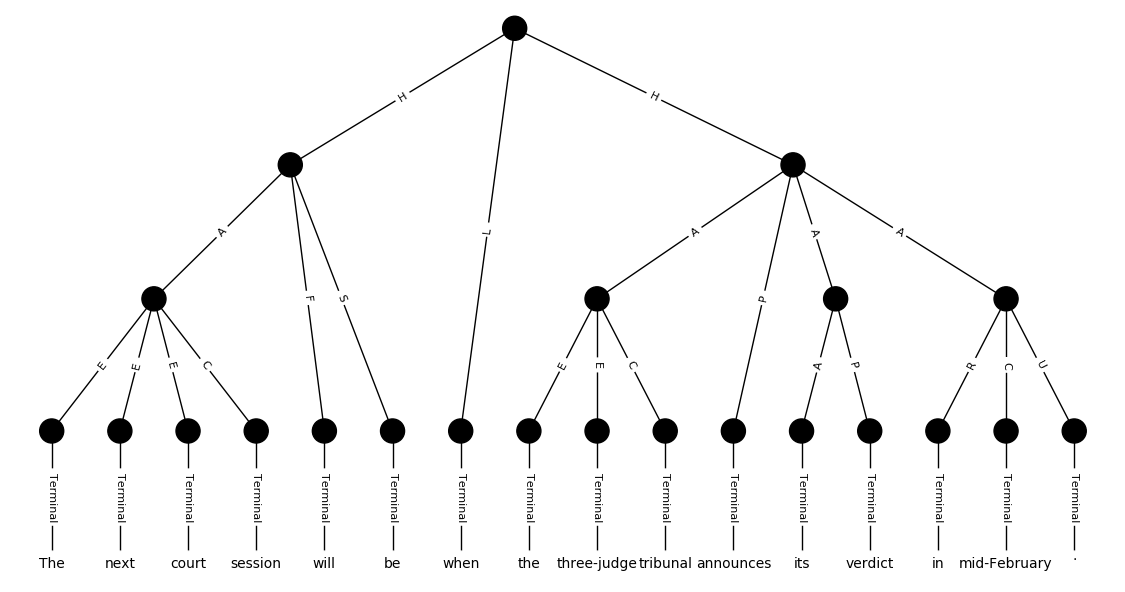 H
H
A
F
S
L
A
P
A
A
E
E
E
C
E
E
C
A
P
R
C
U
Terminal Terminal Terminal Terminal Terminal Terminal Terminal Terminal Terminal Terminal Terminal Terminal Terminal Terminal Terminal Terminal
The next court session will be when the three-judge tribunal announces its verdict in mid-February .